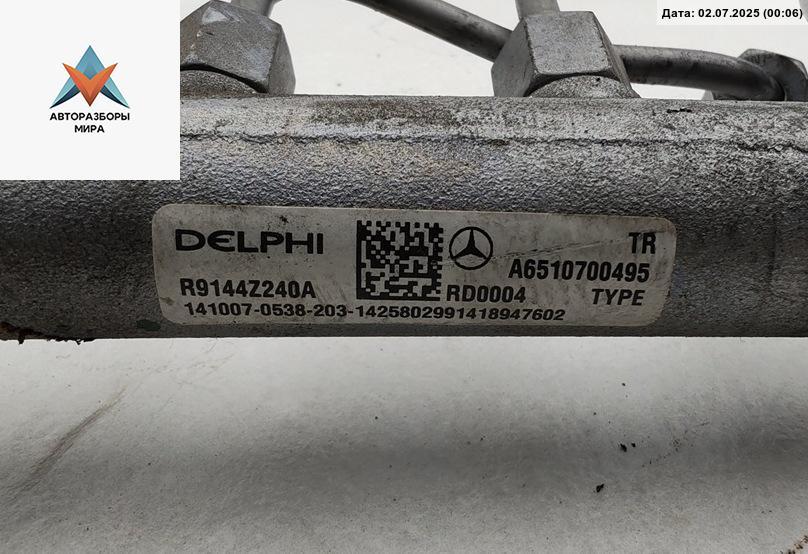 Дата: 02.07.2025 (00:06)
АВТОРАЗБОРЫ
МИРА
DELPHI
TR
A6510700495
R9144Z240A
RD0004
TYPE
141007-0538-203-1425802991418947602